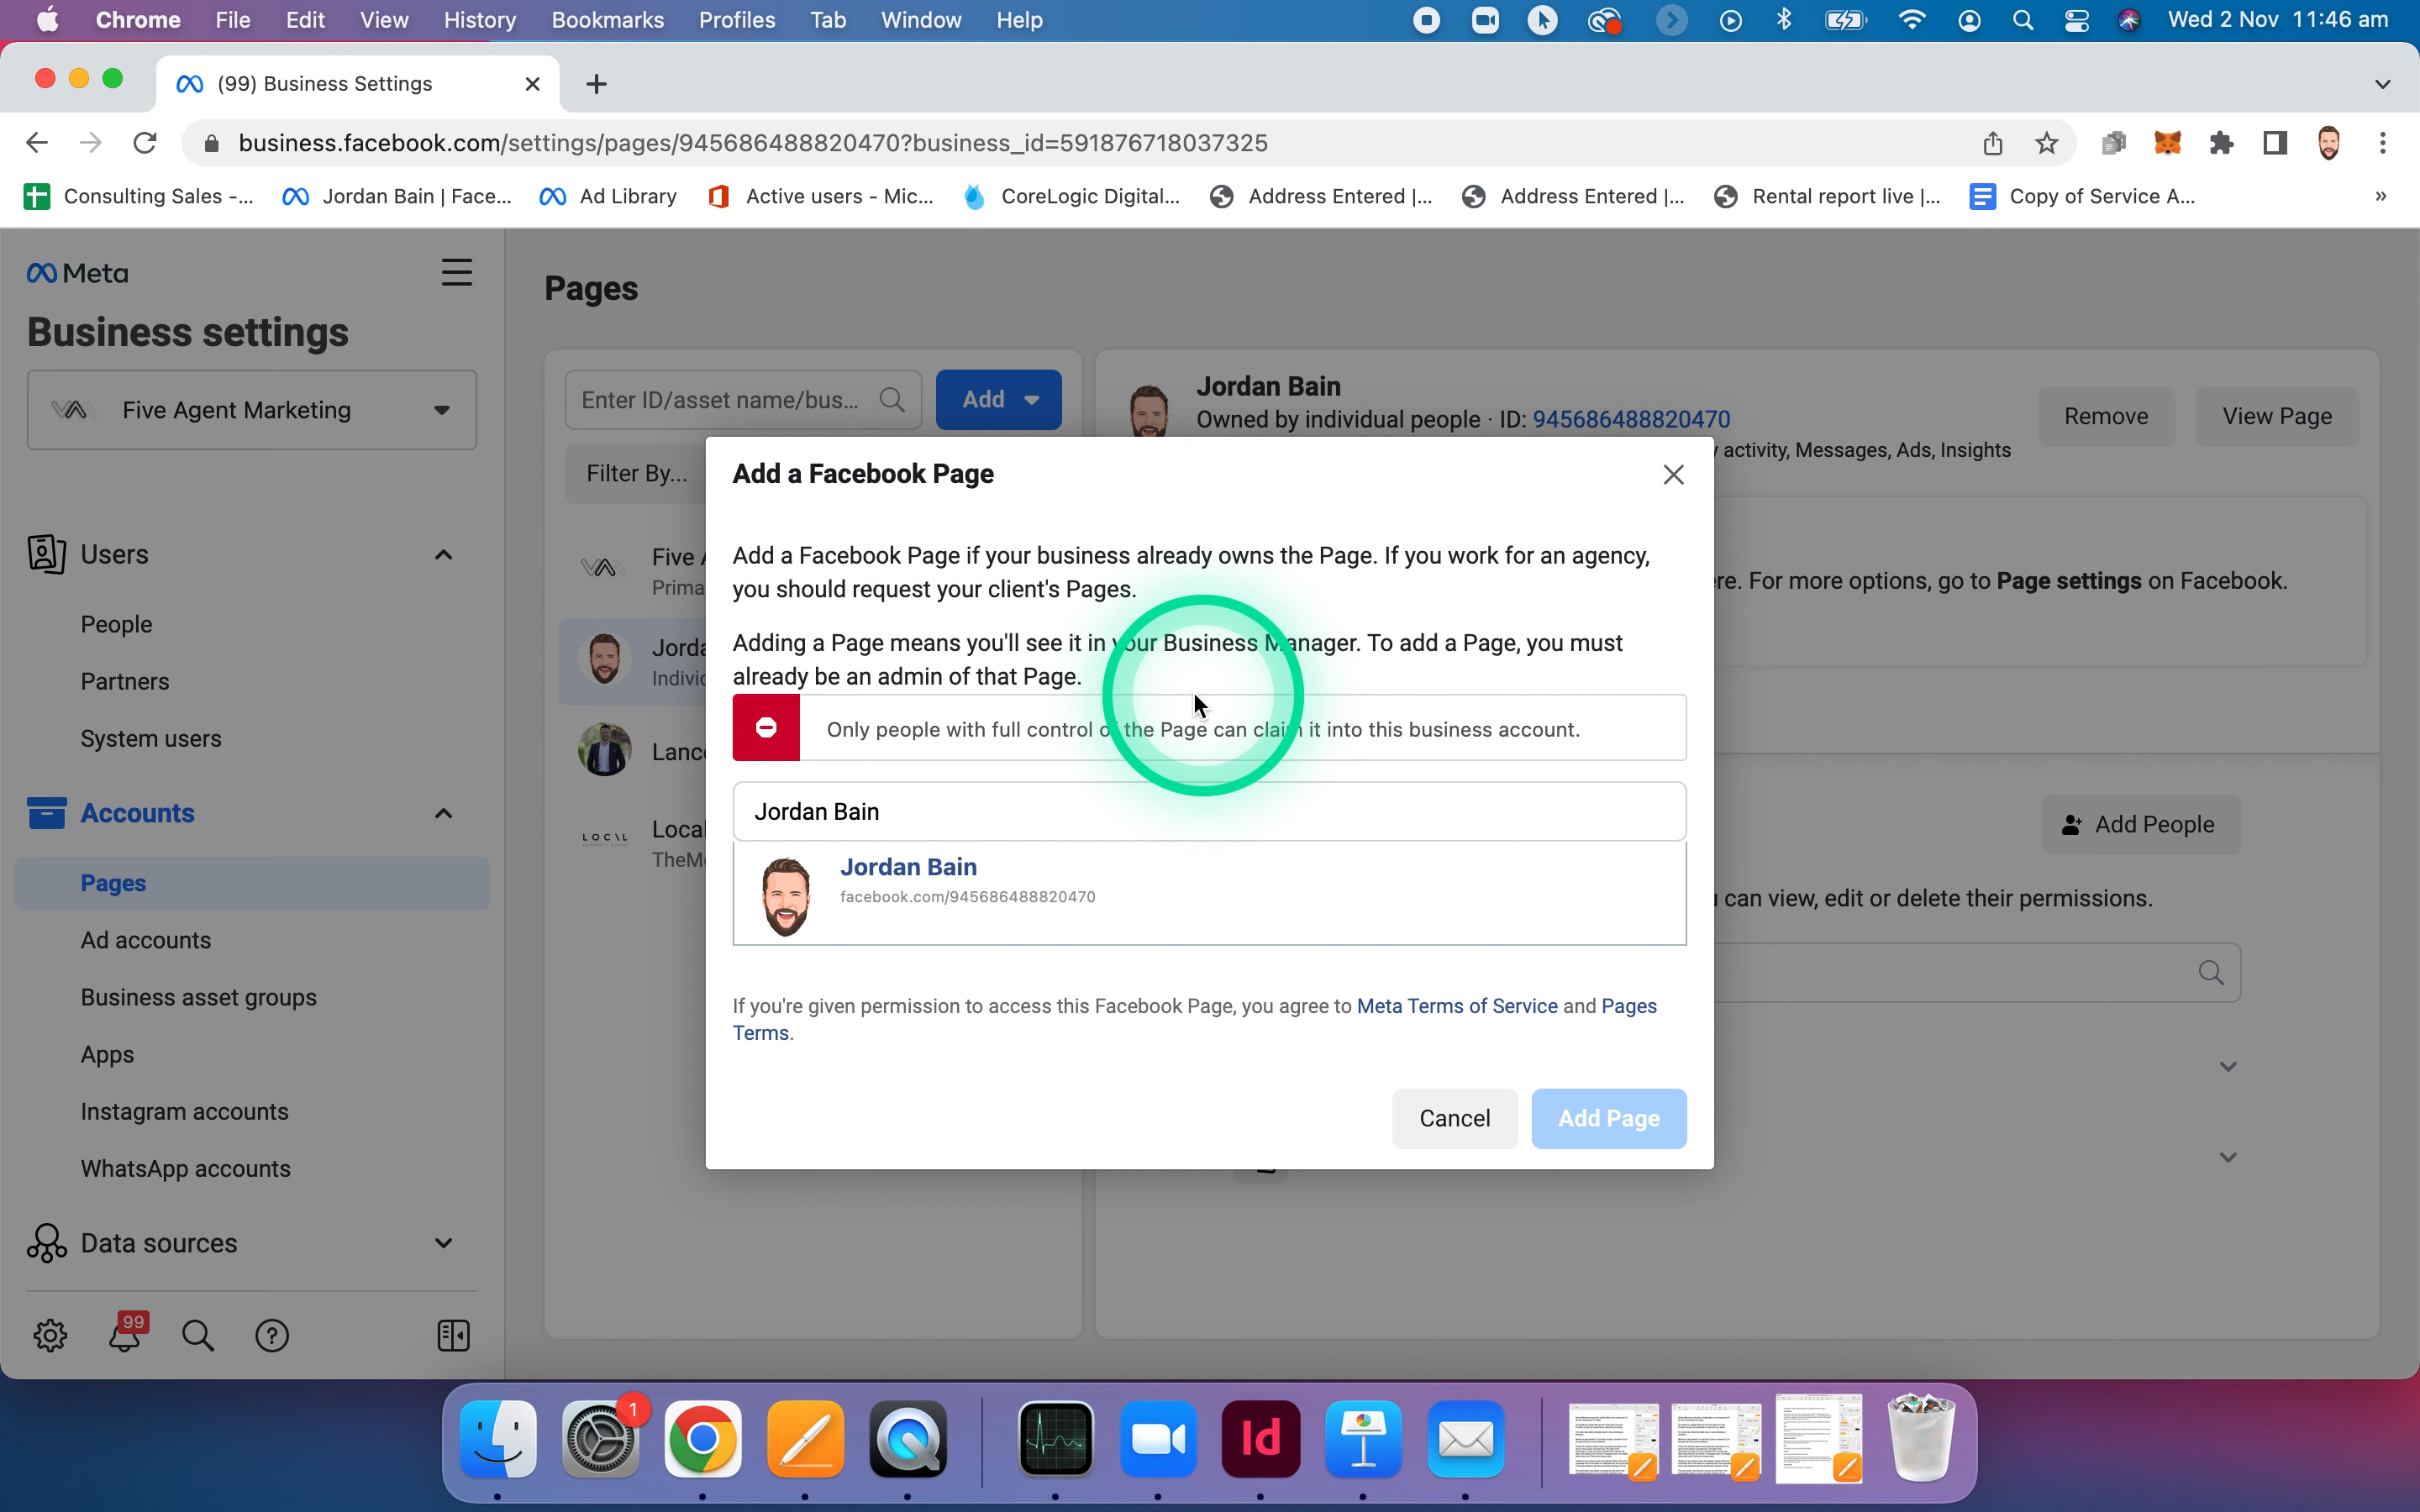 Chrome File Edit View History Bookmarks Profiles Tab Window Help Wed 2 Nov 11:46 am
(99) Business Settings
business.facebook.com/settings/pages/945686488820470?business_id=591876718037325
Consulting Sales -... Jordan Bain | Face... Ad Library Active users - Mic... CoreLogic Digital... Address Entered |... Address Entered |... Rental report live |... Copy of Service A... »
Meta
Business settings
Five Agent Marketing
Users
People
Partners
System users
Accounts
Pages
Ad accounts
Business asset groups
Apps
Instagram accounts
WhatsApp accounts
Data sources
99
Pages
Enter ID/asset name/bus...
Add
Filter By...
Five A
Prima
Jorda
Individ
Lanc
LOCAL
Local
TheM
Jordan Bain
Owned by individual people · ID: 945686488820470
activity, Messages, Ads, Insights
Remove
View Page
re. For more options, go to Page settings on Facebook.
Add People
can view, edit or delete their permissions.
Add a Facebook Page
Add a Facebook Page if your business already owns the Page. If you work for an agency,
you should request your client's Pages.
Adding a Page means you'll see it in your Business Manager. To add a Page, you must
already be an admin of that Page.
Only people with full control of the Page can claim it into this business account.
Jordan Bain
Jordan Bain
facebook.com/945686488820470
If you're given permission to access this Facebook Page, you agree to Meta Terms of Service and Pages
Terms.
Cancel
Add Page
1
Id